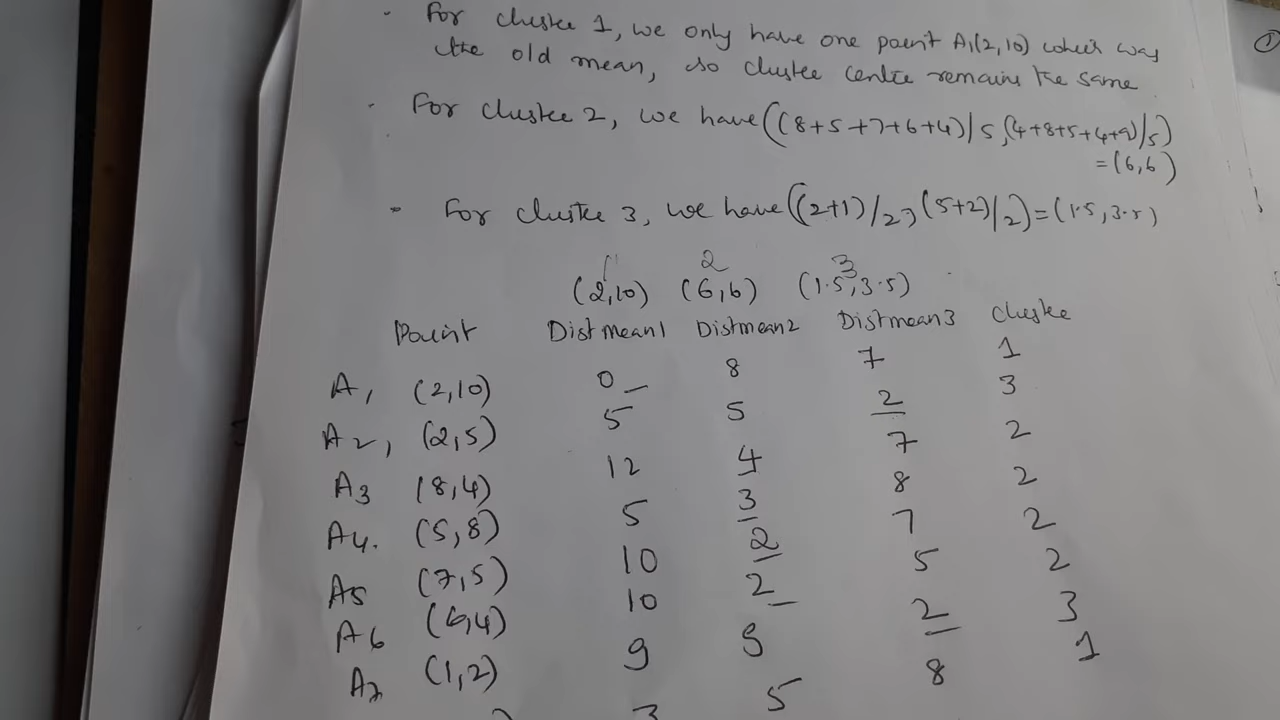 For cluster 1, we only have one point A1(2,10) which was
the old mean, so cluster centre remains the same
For cluster 2, we have ((8+5+7+6+4)/5, (4+8+5+4+9)/5)
=(6,6)
- For cluster 3, we have ((2+1)/2, (5+2)/2) = (1.5, 3.5)
1 2 3
(2,10) (6,6) (1.5,3.5)
Point Dist mean1 Dist mean2 Dist mean3 Cluster
A1 (2,10) 0 8 7 1
A2, (2,5) 5 5 2 3
A3 (8,4) 12 4 7 2
A4. (5,8) 5 3 8 2
A5 (7,5) 10 2 7 2
A6 (6,4) 10 2 5 2
A7 (1,2) 9 9 2 3
3 5 8 1